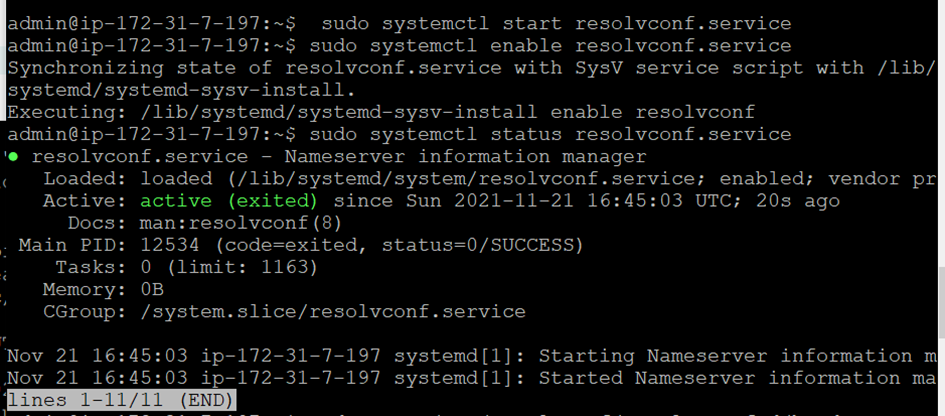 admin@ip-172-31-7-197:~$  sudo systemctl start resolvconf.service
admin@ip-172-31-7-197:~$ sudo systemctl enable resolvconf.service
Synchronizing state of resolvconf.service with SysV service script with /lib/
systemd/systemd-sysv-install.
Executing: /lib/systemd/systemd-sysv-install enable resolvconf
admin@ip-172-31-7-197:~$ sudo systemctl status resolvconf.service
● resolvconf.service - Nameserver information manager
Loaded: loaded (/lib/systemd/system/resolvconf.service; enabled; vendor pr
Active: active (exited) since Sun 2021-11-21 16:45:03 UTC; 20s ago
Docs: man:resolvconf(8)
Main PID: 12534 (code=exited, status=0/SUCCESS)
Tasks: 0 (limit: 1163)
Memory: 0B
CGroup: /system.slice/resolvconf.service
Nov 21 16:45:03 ip-172-31-7-197 systemd[1]: Starting Nameserver information m
Nov 21 16:45:03 ip-172-31-7-197 systemd[1]: Started Nameserver information ma
lines 1-11/11 (END)